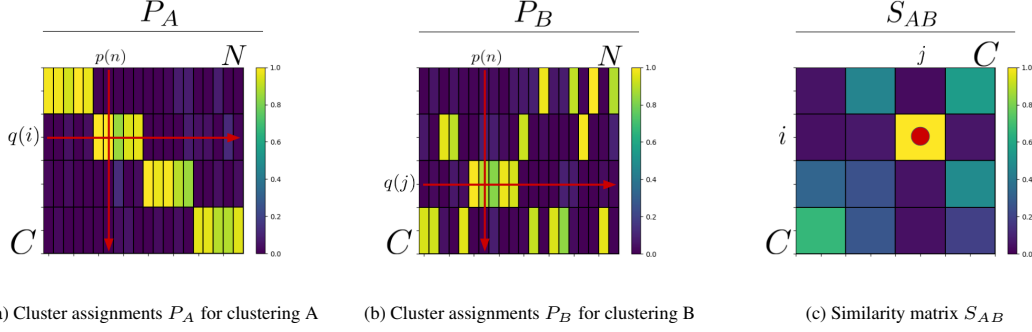 P_A
p(n)
N
q(i)
C
1.0
0.8
0.6
0.4
0.2
0.0
) Cluster assignments P_A for clustering A
P_B
p(n)
N
q(j)
C
1.0
0.8
0.6
0.4
0.2
0.0
(b) Cluster assignments P_B for clustering B
S_AB
j
C
i
C
1.0
0.8
0.6
0.4
0.2
0.0
(c) Similarity matrix S_AB